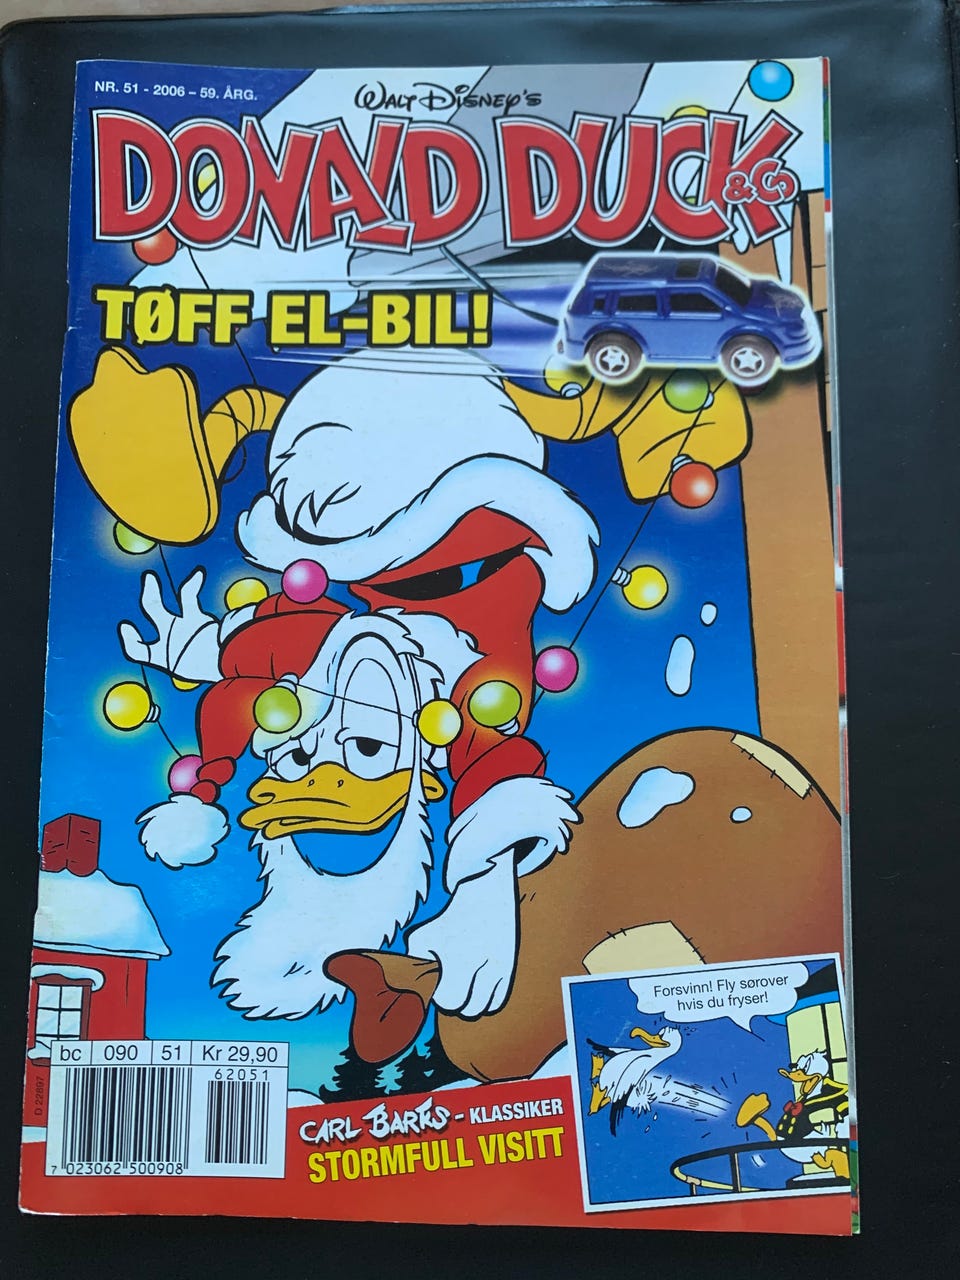 NR. 51 - 2006 - 59. ÅRG.
WALT DISNEY'S
DONALD DUCK
& CO
TØFF EL-BIL!
Forsvinn! Fly sørover
hvis du fryser!
bc 090 51 Kr 29,90
62051
D 22897
7 023062 500908
CARL BARKS - KLASSIKER
STORMFULL VISITT